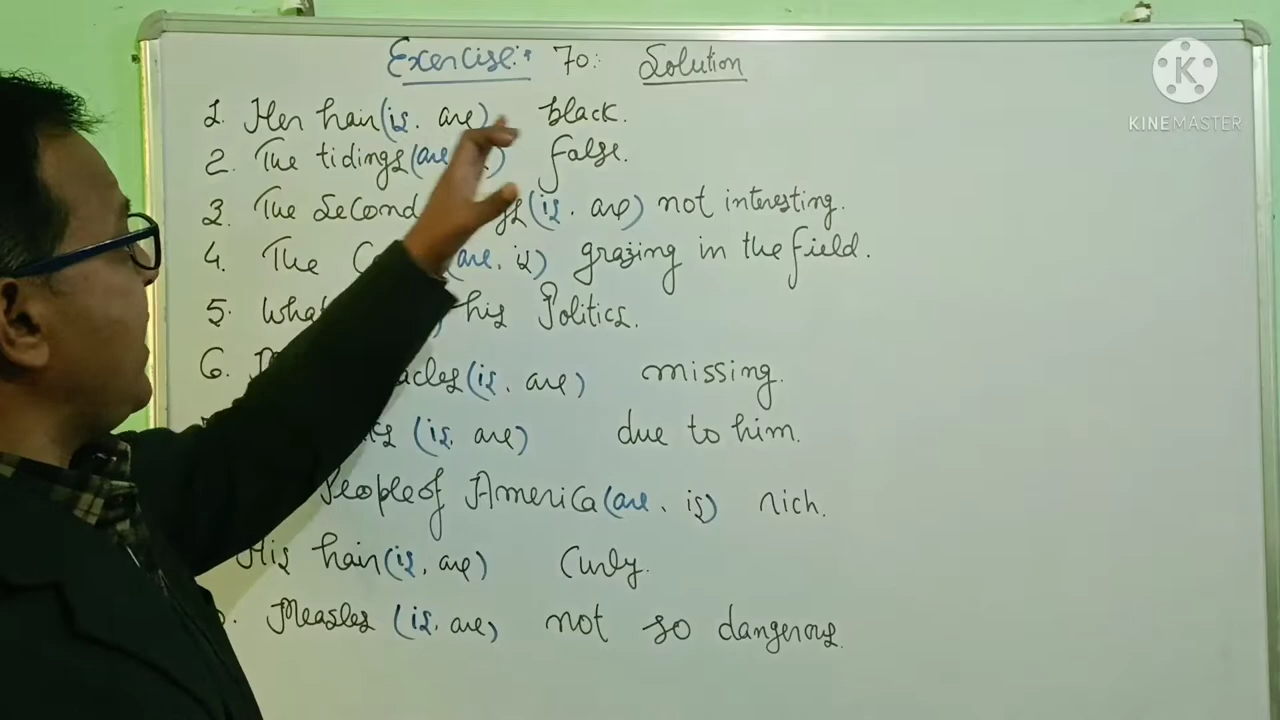 Exercise: 70: Solution
KINEMASTER
1. Her hair (is. are) black.
2. The tidings (are false.
3. The Second (is. are) not interesting.
4. The (are. is) grazing in the field.
5. his Politics.
6. (is. are) missing.
(is. are) due to him.
People of America (are. is) rich.
His hair (is. are) Curly.
Measles (is. are) not so dangerous.